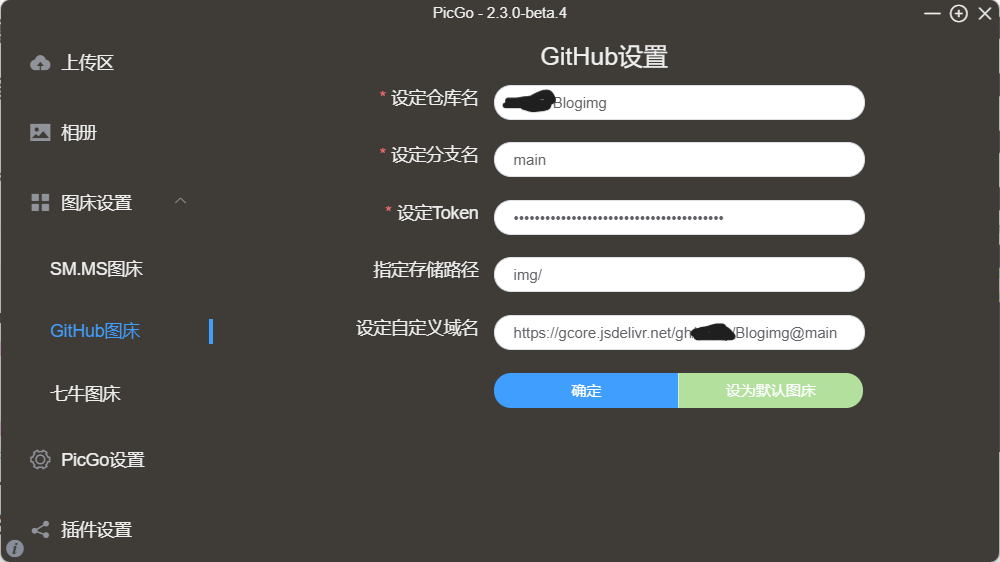 PicGo - 2.3.0-beta.4
上传区
相册
图床设置
SM.MS图床
GitHub图床
七牛图床
PicGo设置
插件设置
GitHub设置
* 设定仓库名
Blogimg
* 设定分支名
main
* 设定Token
指定存储路径
img/
设定自定义域名
https://gcore.jsdelivr.net/gh/ /Blogimg@main
确定
设为默认图床